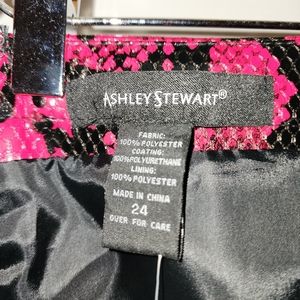 ASHLEY STEWART®
FABRIC:
100% POLYESTER
COATING:
100%POLYURETHANE
LINING:
100% POLYESTER
MADE IN CHINA
24
OVER FOR CARE